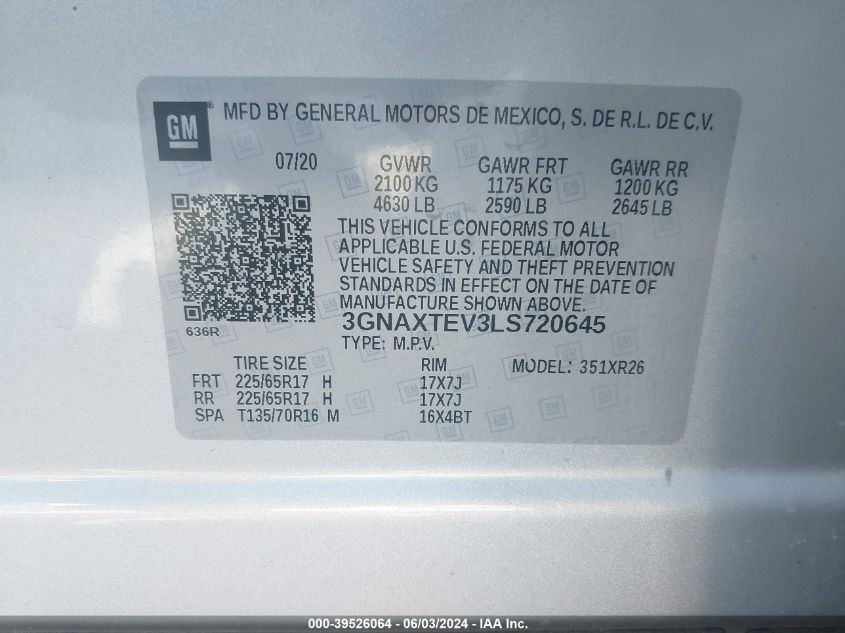 GM® MFD BY GENERAL MOTORS DE MEXICO, S. DE R.L. DE C.V.
07/20 GVWR GAWR FRT GAWR RR
2100 KG 1175 KG 1200 KG
4630 LB 2590 LB 2645 LB
THIS VEHICLE CONFORMS TO ALL
APPLICABLE U.S. FEDERAL MOTOR
VEHICLE SAFETY AND THEFT PREVENTION
STANDARDS IN EFFECT ON THE DATE OF
MANUFACTURE SHOWN ABOVE.
636R
3GNAXTEV3LS720645
TYPE: M.P.V.
TIRE SIZE RIM MODEL: 351XR26
FRT 225/65R17 H 17X7J
RR 225/65R17 H 17X7J
SPA T135/70R16 M 16X4BT
000-39526064 / 06/03/2024 - IAA Inc.